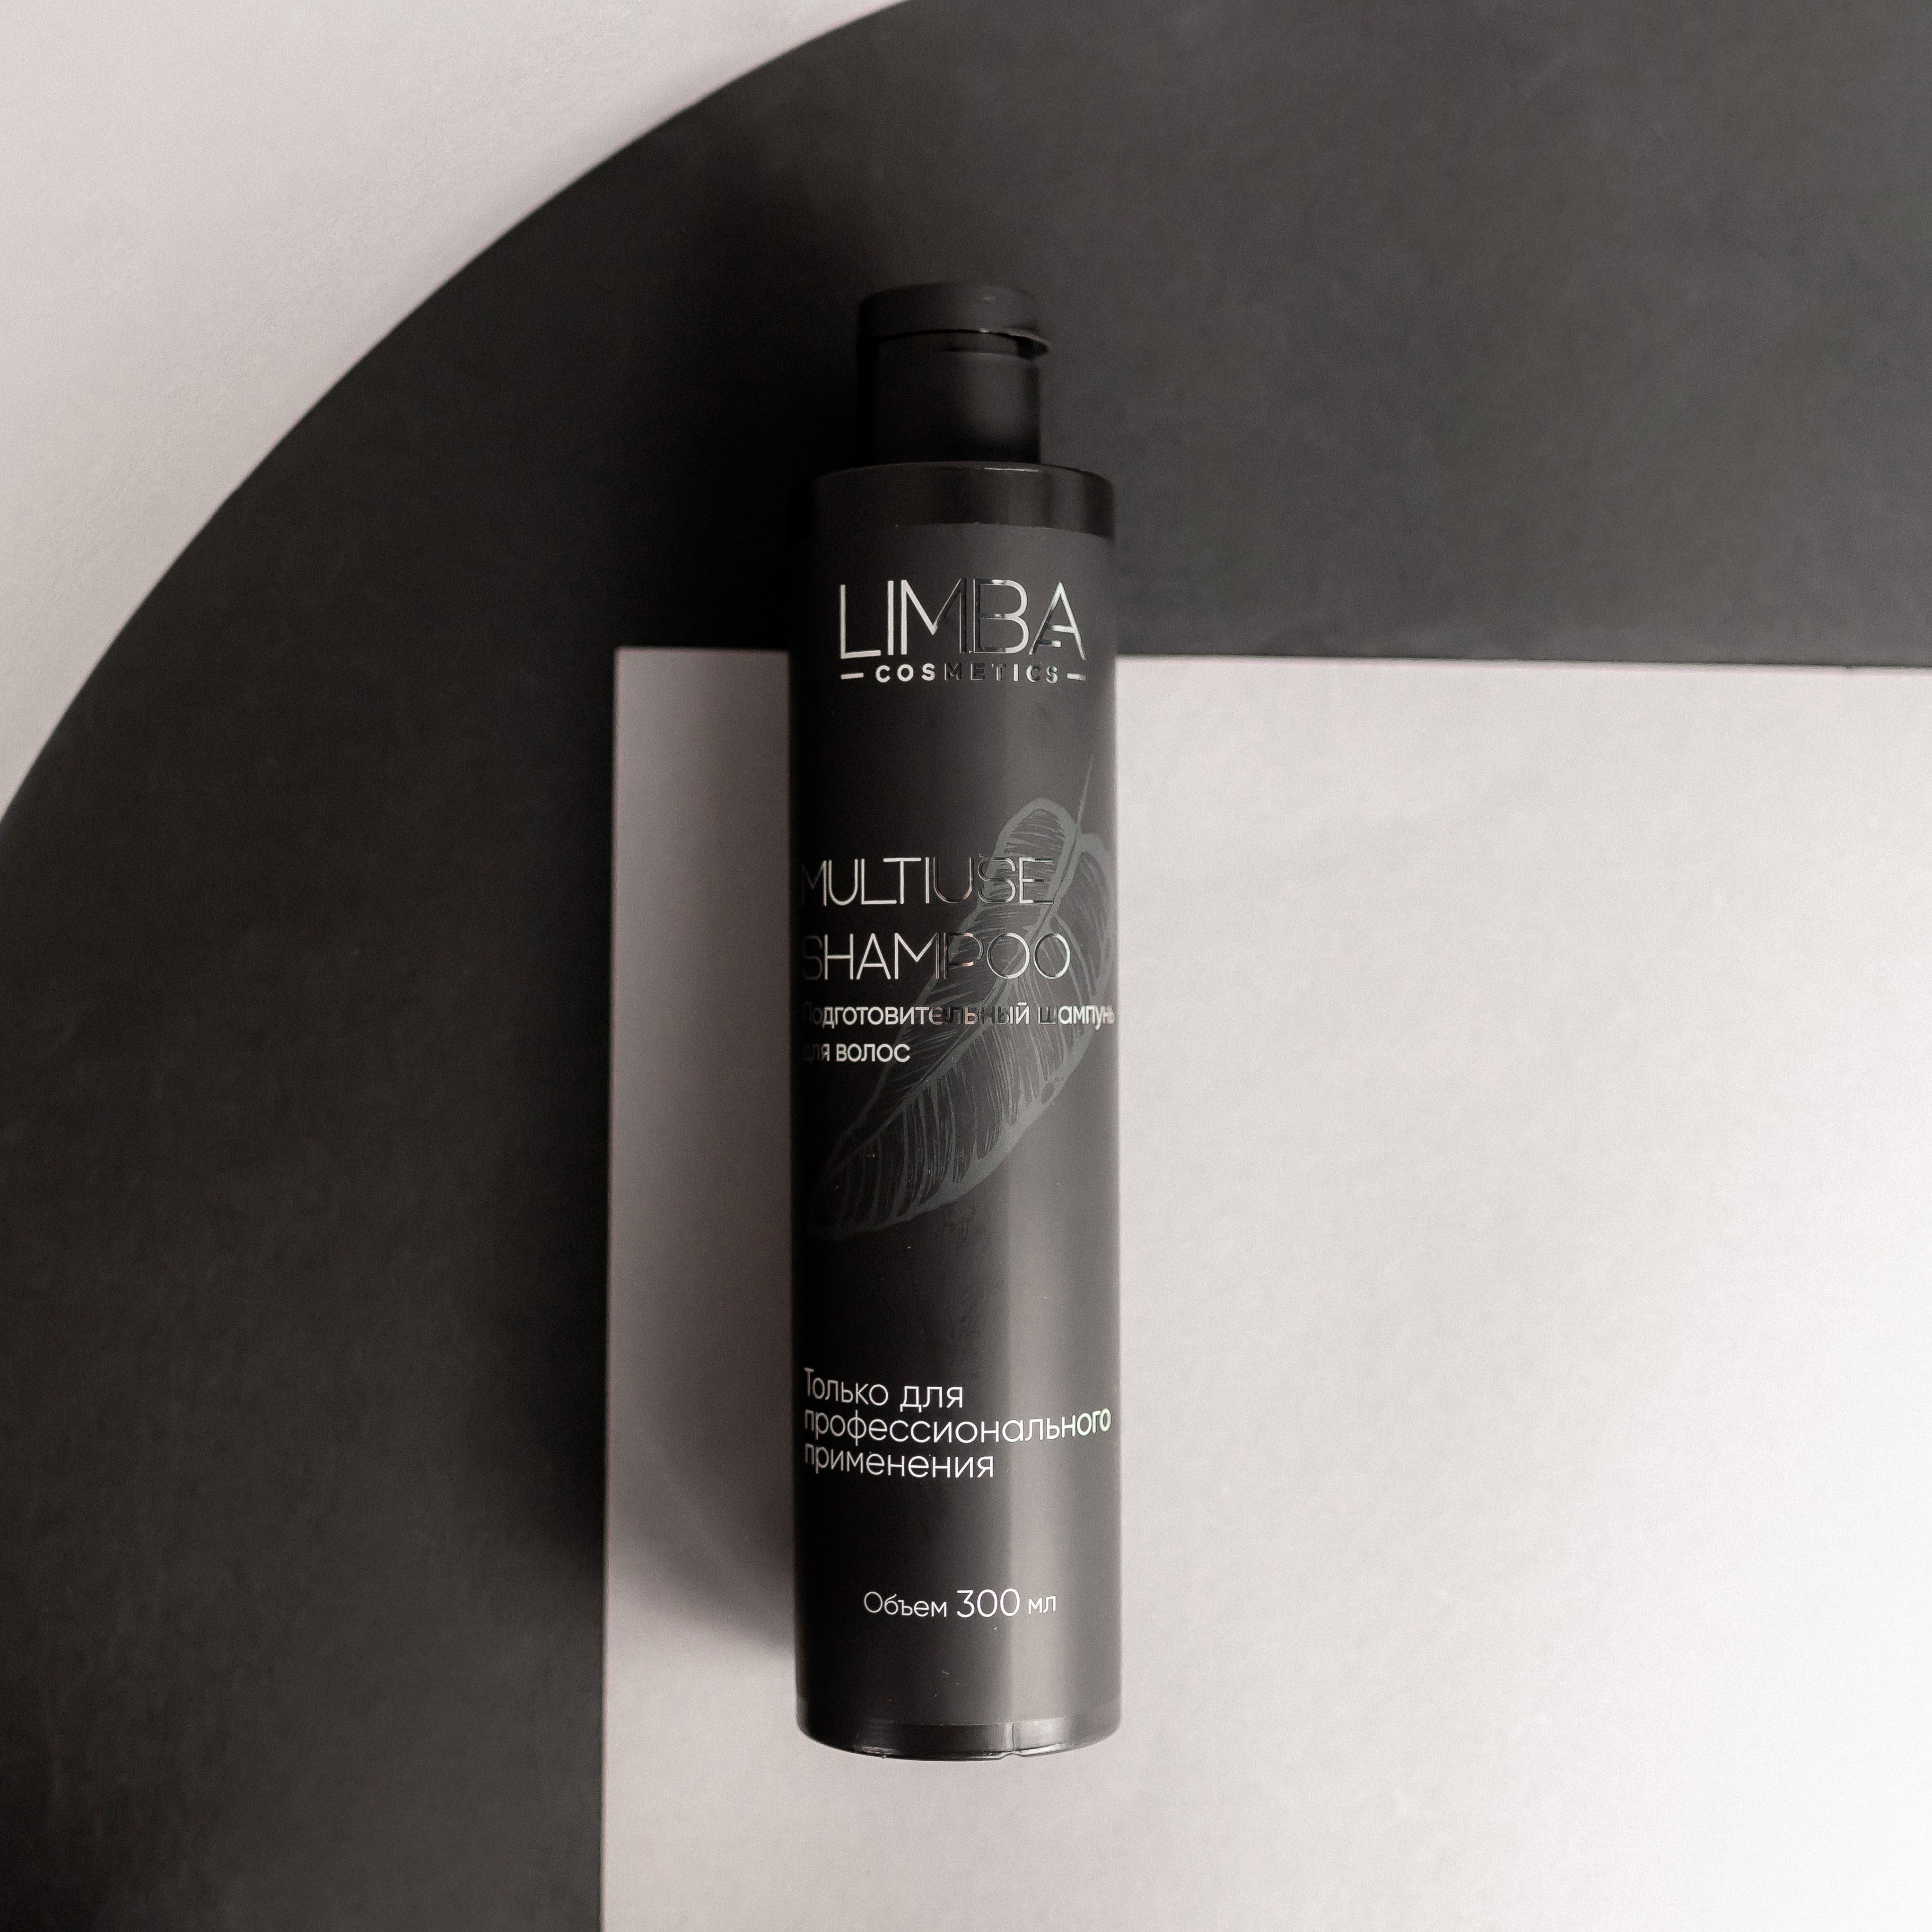 LIMBA
COSMETICS
MULTIUSE
SHAMPOO
Подготовительный шампунь
для волос
Только для
профессионального
применения
Объем 300 мл